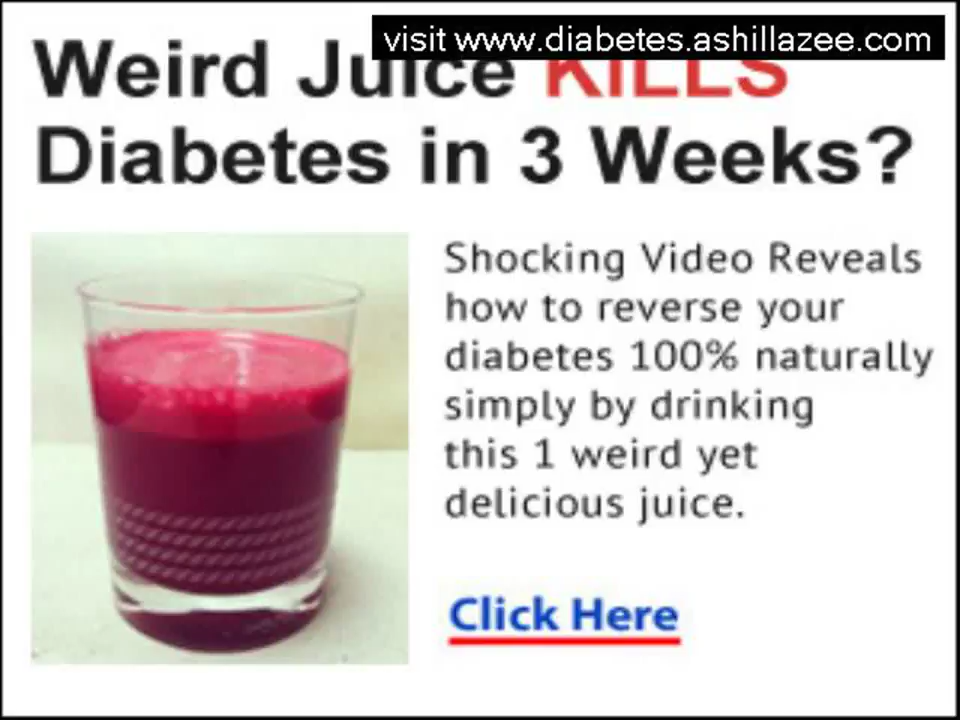 visit www.diabetes.ashillazee.com
Weird Juice KILLS
Diabetes in 3 Weeks?
Shocking Video Reveals
how to reverse your
diabetes 100% naturally
simply by drinking
this 1 weird yet
delicious juice.
Click Here